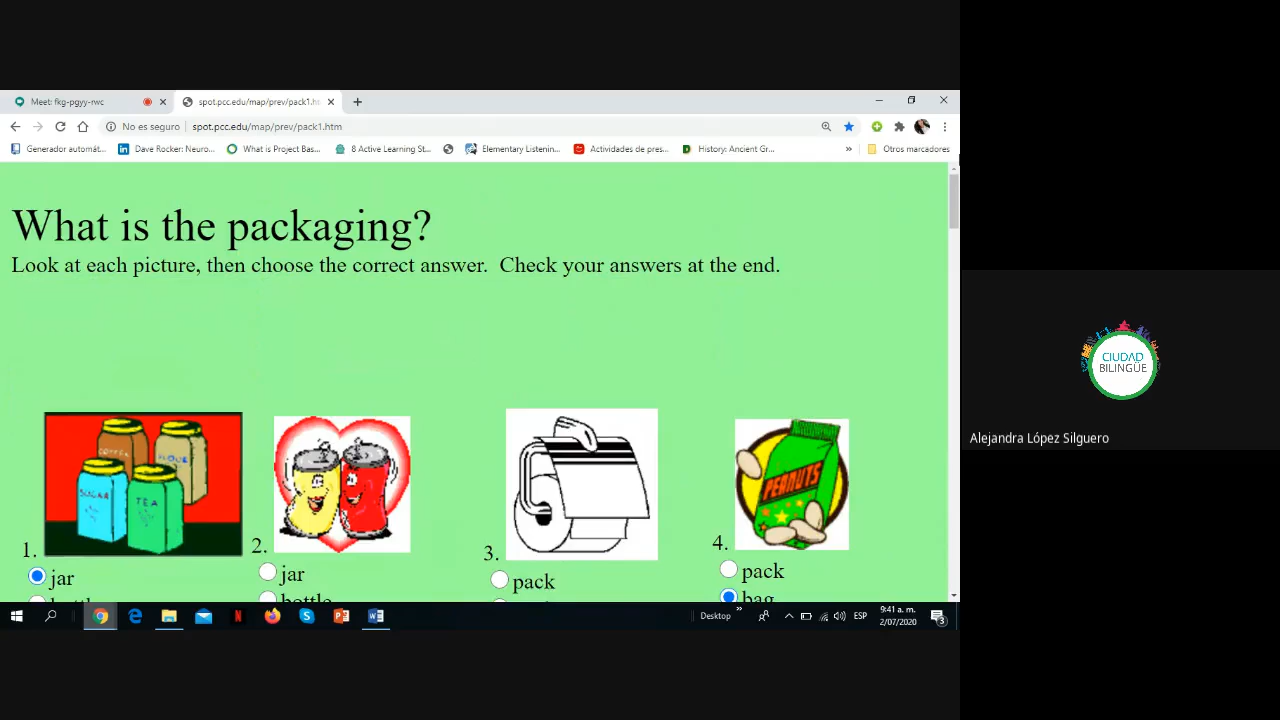 Meet: fkg-pgyy-rwc
spot.pcc.edu/map/prev/pack1.ht
No es seguro
spot.pcc.edu/map/prev/pack1.htm
Generador automát...
Dave Rocker: Neuro...
What is Project Bas...
8 Active Learning St...
Elementary Listenin...
Actividades de pres...
History: Ancient Gr...
»
Otros marcadores
What is the packaging?
Look at each picture, then choose the correct answer. Check your answers at the end.
COFFEE
FLOUR
SUGAR
TEA
PEANUTS
1.
2.
3.
4.
jar
jar
pack
pack
bottle
bag
CIUDAD
BILINGÜE
Alejandra López Silguero
Desktop
»
ESP
9:41 a. m.
2/07/2020
3